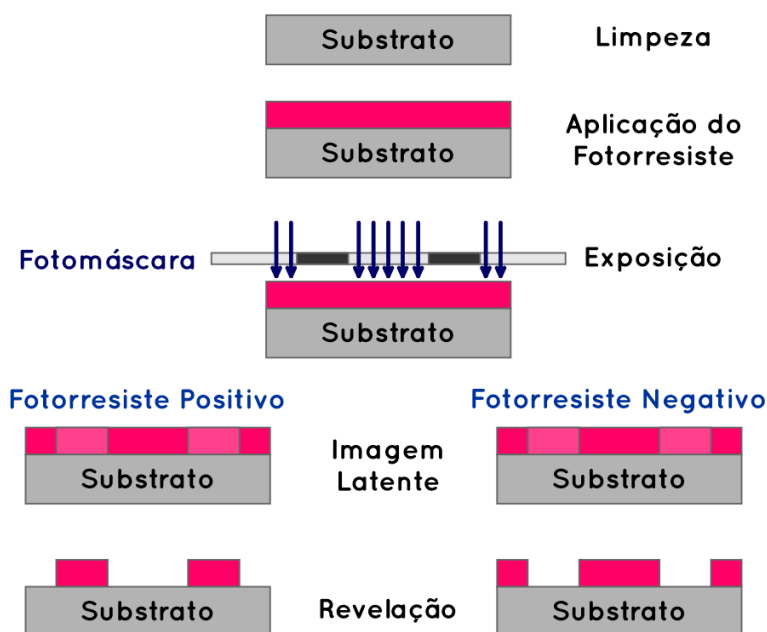 Substrato
Limpeza
Substrato
Aplicação do
Fotorresiste
Fotomáscara
Exposição
Substrato
Fotorresiste Positivo
Fotorresiste Negativo
Substrato
Imagem
Latente
Substrato
Substrato
Revelação
Substrato